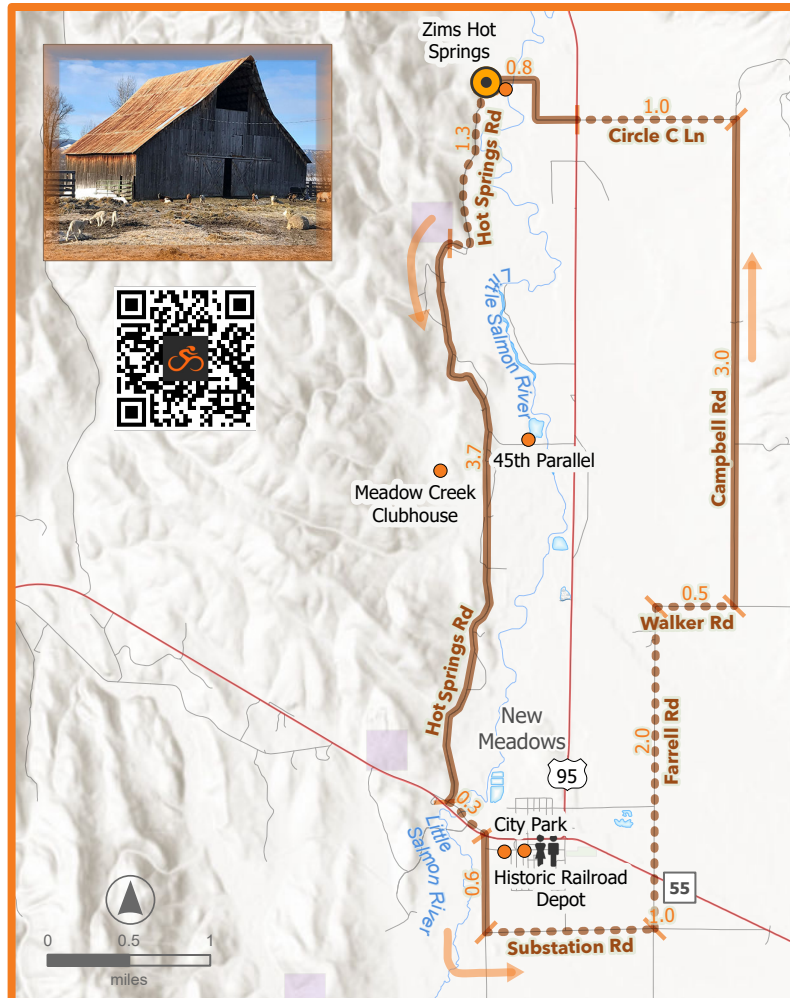 Zims Hot
Springs
0.8
1.0
Circle C Ln
1.3
Hot Springs Rd
Little Salmon River
3.0
Campbell Rd
3.7
45th Parallel
Meadow Creek
Clubhouse
0.5
Walker Rd
Hot Springs Rd
New
Meadows
2.0
Farrell Rd
95
0.3
City Park
Little
Salmon River
Historic Railroad
Depot
0.6
55
1.0
Substation Rd
0
0.5
1
miles